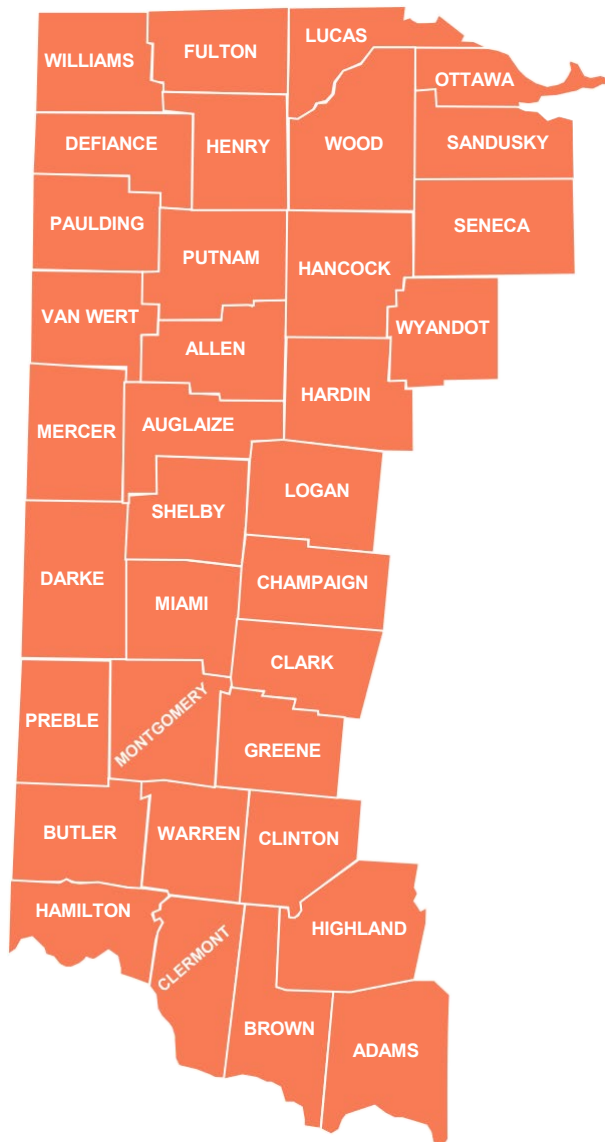 LUCAS
WILLIAMS
FULTON
OTTAWA
DEFIANCE
HENRY
WOOD
SANDUSKY
PAULDING
SENECA
PUTNAM
HANCOCK
VAN WERT
WYANDOT
ALLEN
HARDIN
MERCER
AUGLAIZE
LOGAN
SHELBY
DARKE
CHAMPAIGN
MIAMI
CLARK
MONTGOMERY
PREBLE
GREENE
BUTLER
WARREN
CLINTON
HAMILTON
HIGHLAND
CLERMONT
BROWN
ADAMS